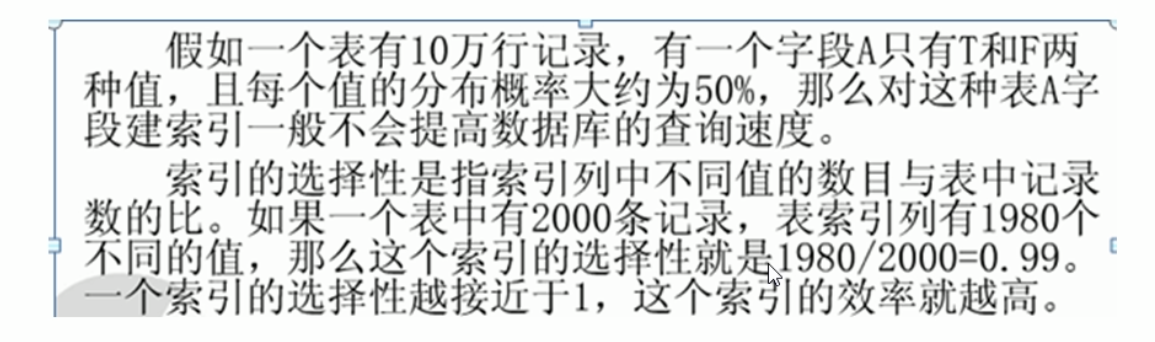 假如一个表有10万行记录，有一个字段A只有T和F两
种值，且每个值的分布概率大约为50%，那么对这种表A字
段建索引一般不会提高数据库的查询速度。
索引的选择性是指索引列中不同值的数目与表中记录
数的比。如果一个表中有2000条记录，表索引列有1980个
不同的值，那么这个索引的选择性就是1980/2000=0.99。
一个索引的选择性越接近于1，这个索引的效率就越高。